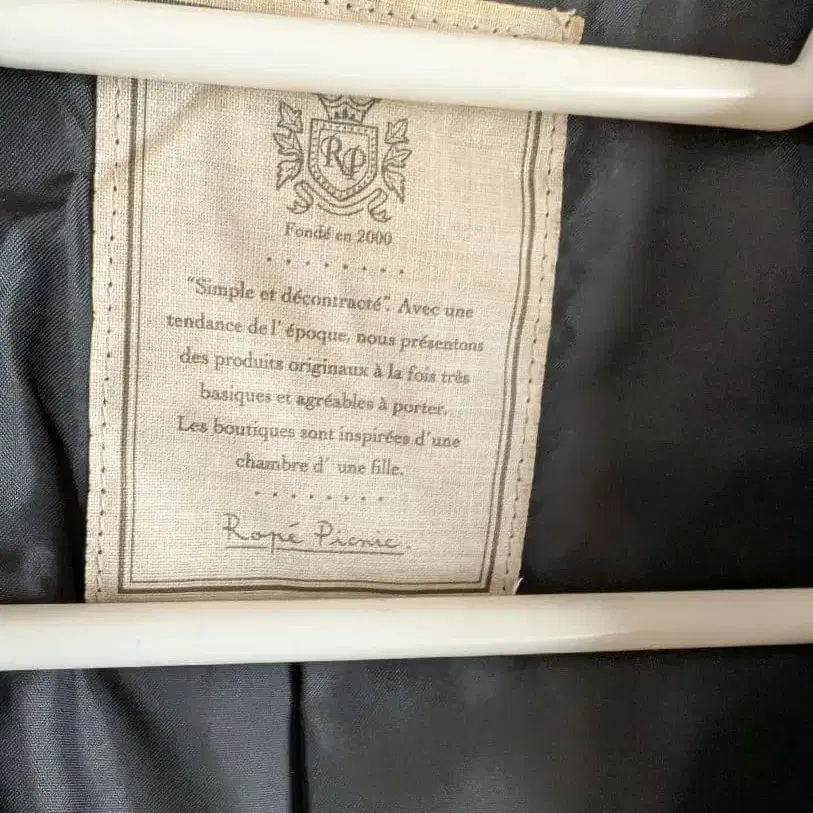 RP
Fondé en 2000
"Simple et décontracté". Avec une
tendance de l' époque, nous présentons
des produits originaux à la fois très
basiques et agréables à porter.
Les boutiques sont inspirées d'une
chambre d' une fille.
Ropé Picnic.